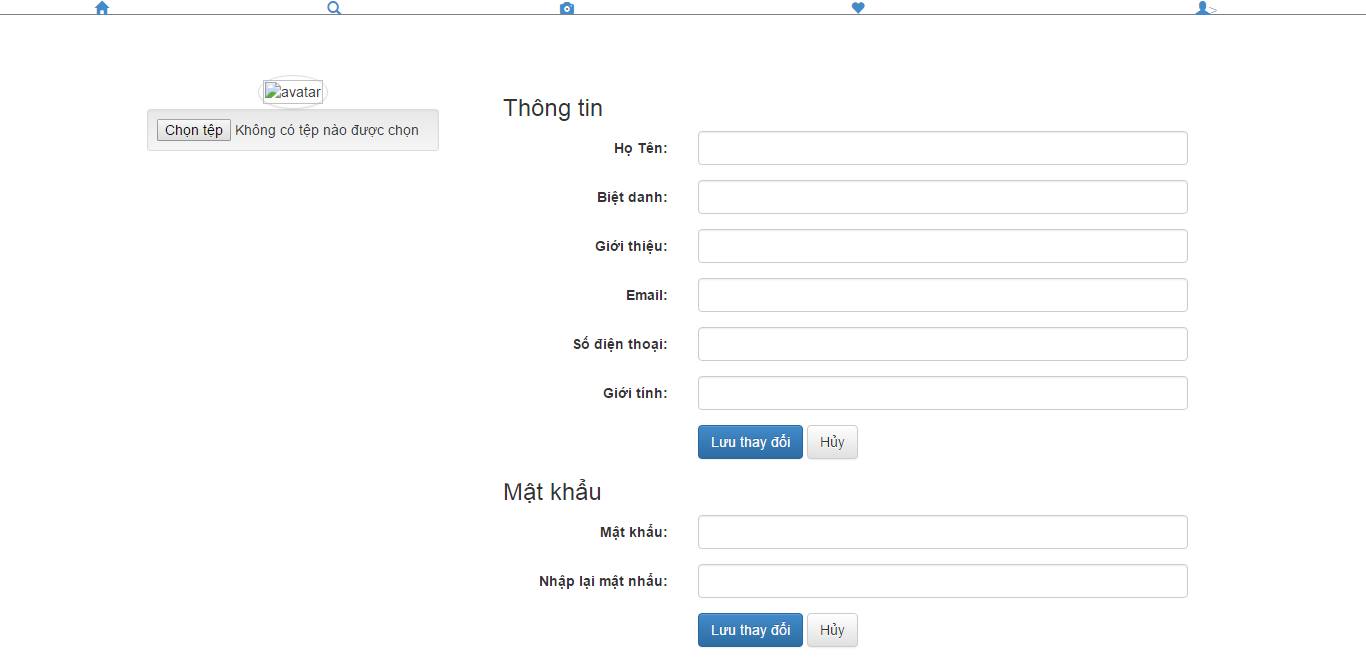 >
avatar
Chọn tệp Không có tệp nào được chọn
Thông tin
Họ Tên:
Biệt danh:
Giới thiệu:
Email:
Số điện thoại:
Giới tính:
Lưu thay đổi Hủy
Mật khẩu
Mật khẩu:
Nhập lại mật nhẩu:
Lưu thay đổi Hủy